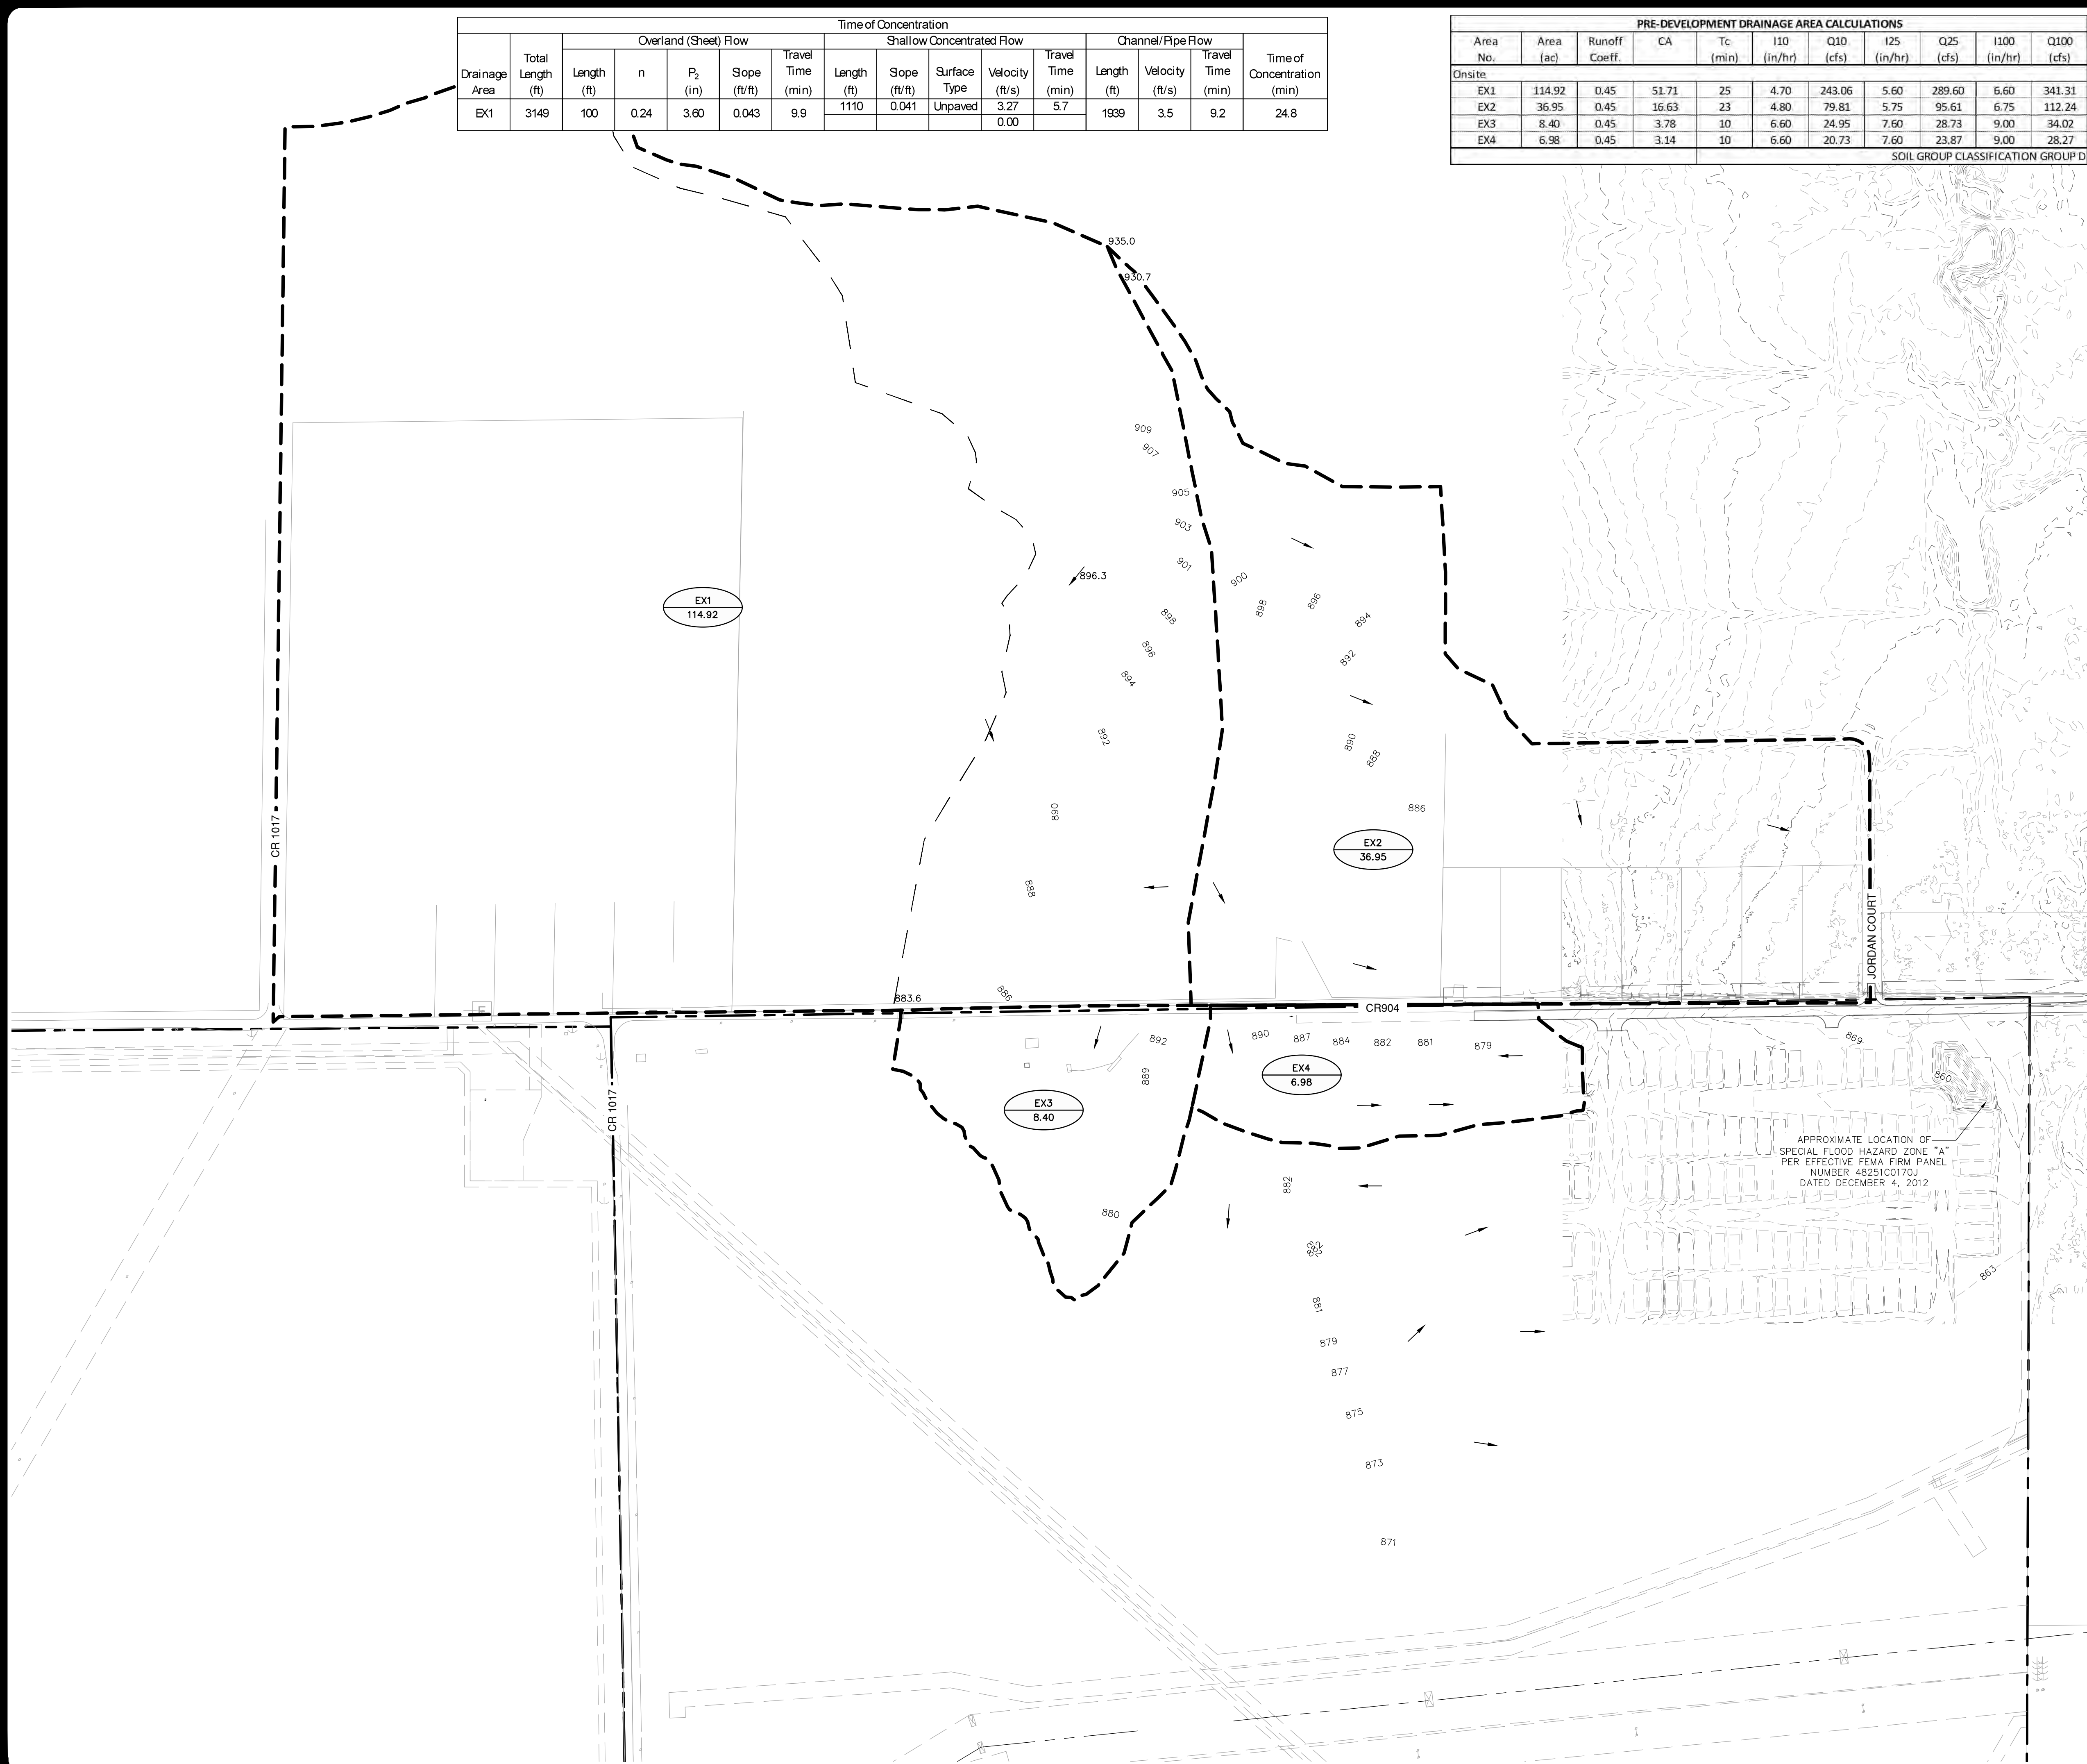 Time of Concentration
Overland (Sheet) Flow Shallow Concentrated Flow Channel/Pipe Flow
Drainage Area Total Length (ft) Length (ft) n P2 (in) Slope (ft/ft) Travel Time (min) Length (ft) Slope (ft/ft) Surface Type Velocity (ft/s) Travel Time (min) Length (ft) Velocity (ft/s) Travel Time (min) Time of Concentration (min)
EX1 3149 100 0.24 3.60 0.043 9.9 1110 0.041 Unpaved 3.27 5.7 1939 3.5 9.2 24.8
0.00
PRE-DEVELOPMENT DRAINAGE AREA CALCULATIONS
Area No. Area (ac) Runoff Coeff. CA Tc (min) I10 (in/hr) Q10 (cfs) I25 (in/hr) Q25 (cfs) I100 (in/hr) Q100 (cfs)
Onsite
EX1 114.92 0.45 51.71 25 4.70 243.06 5.60 289.60 6.60 341.31
EX2 36.95 0.45 16.63 23 4.80 79.81 5.75 95.61 6.75 112.24
EX3 8.40 0.45 3.78 10 6.60 24.95 7.60 28.73 9.00 34.02
EX4 6.98 0.45 3.14 10 6.60 20.73 7.60 23.87 9.00 28.27
SOIL GROUP CLASSIFICATION GROUP D
935.0
930.7
909
907
905
903
901
900
896.3
898
896
894
892
890
888
886
883.6
898
896
894
892
890
888
886
EX1
114.92
EX2
36.95
CR 1017
JORDAN COURT
CR904
CR 1017
892
889
890
887
884
882
881
879
869
860
EX4
6.98
EX3
8.40
880
882
882
882
881
879
877
875
873
871
863
APPROXIMATE LOCATION OF
SPECIAL FLOOD HAZARD ZONE "A"
PER EFFECTIVE FEMA FIRM PANEL
NUMBER 48251C0170J
DATED DECEMBER 4, 2012